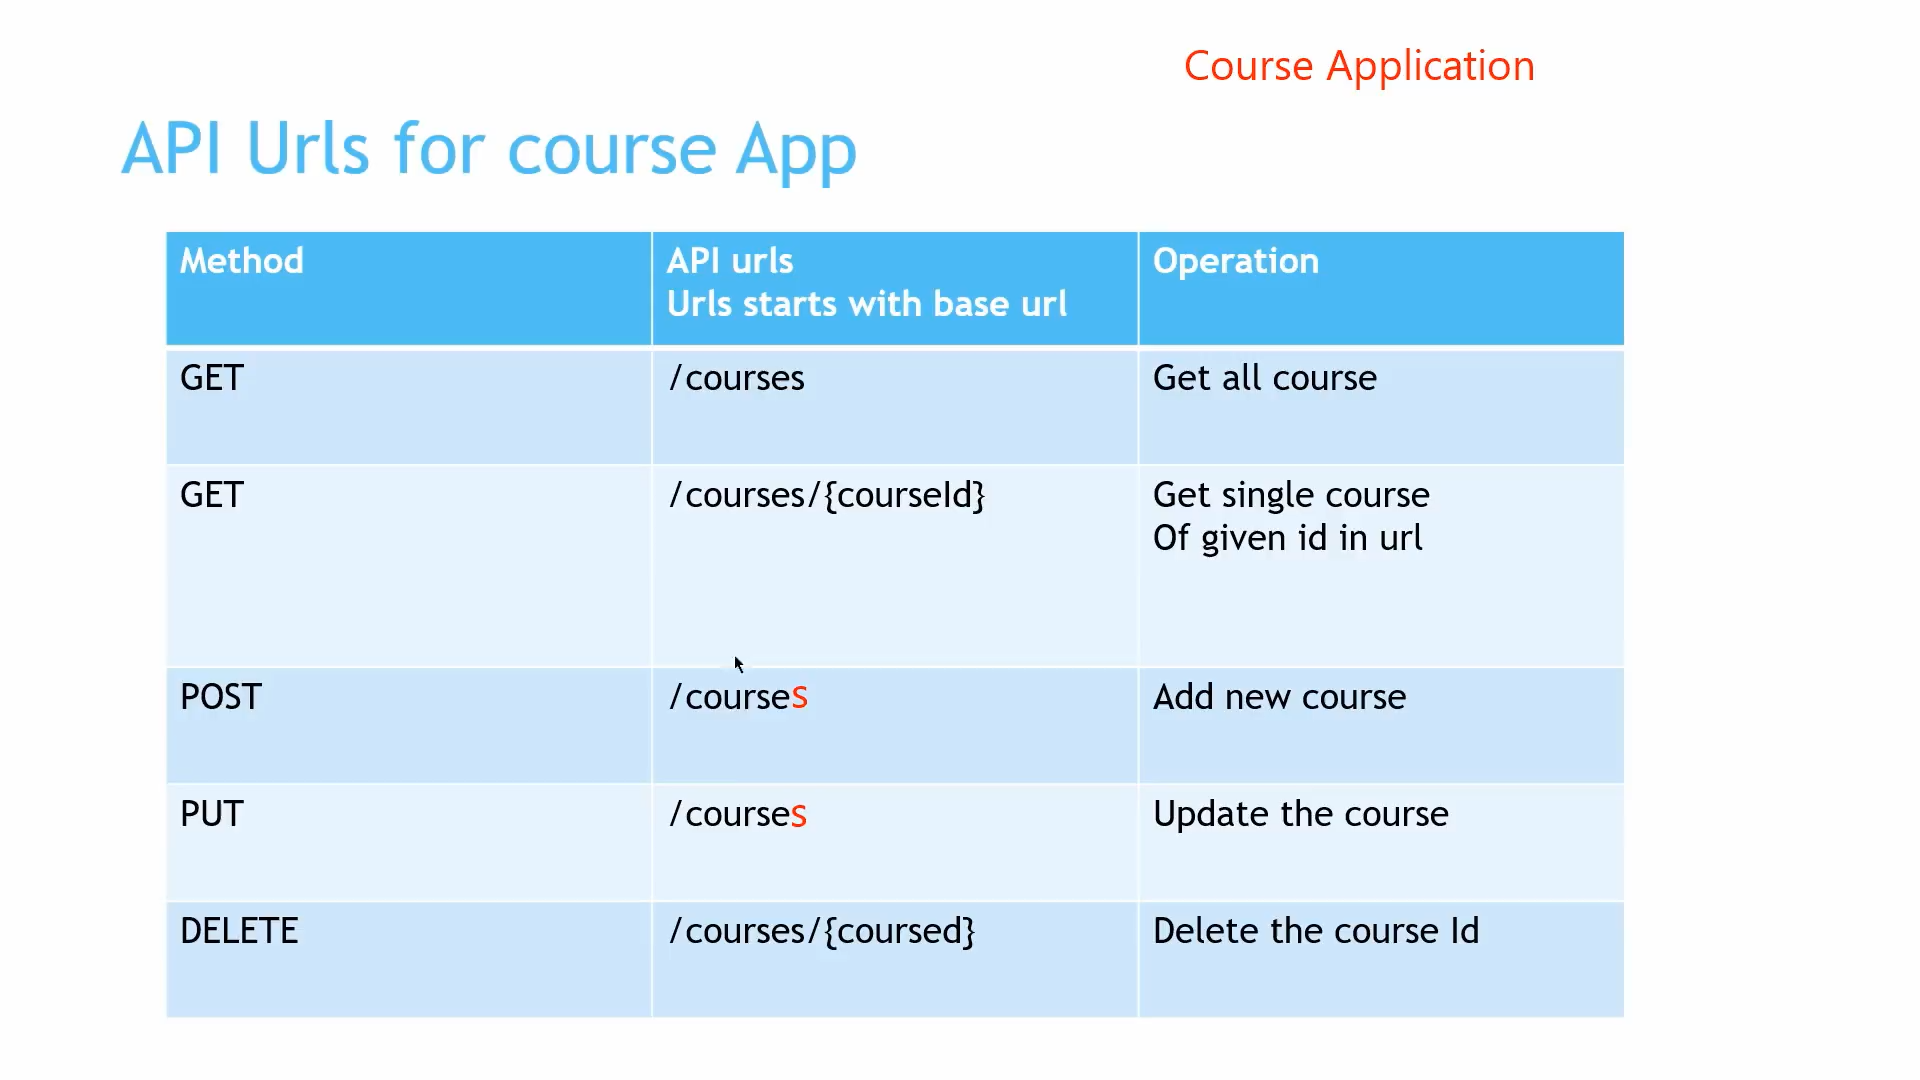 Course Application
API Urls for course App
Method API urls Operation
Urls starts with base url
GET /courses Get all course
GET /courses/{courseId} Get single course
Of given id in url
POST /courses Add new course
PUT /courses Update the course
DELETE /courses/{coursed} Delete the course Id